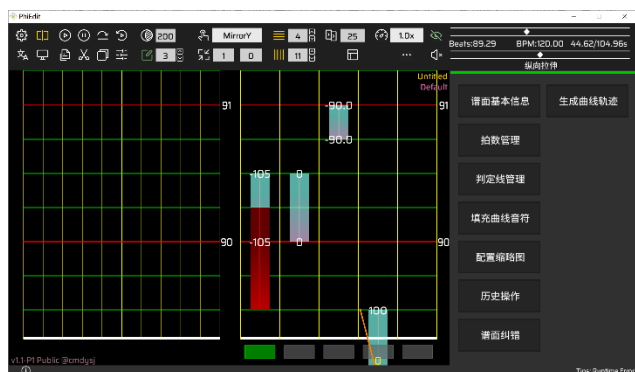 PhiEdit
200 MirrorY 4 25 1.0x
Beats:89.29 BPM:120.00 44.62/104.96s
3 1 0 11 ...
纵向
拉伸
Untitled
Default
91 -90.0 91
谱面基本信息 生成曲线轨迹
-90.0
拍数管理
-105 0
判定线管理
填充曲线音符
90 -105 0 90
配置缩略图
历史操作
100
谱面纠错
v1.1-P1 Public @cmdysj
0